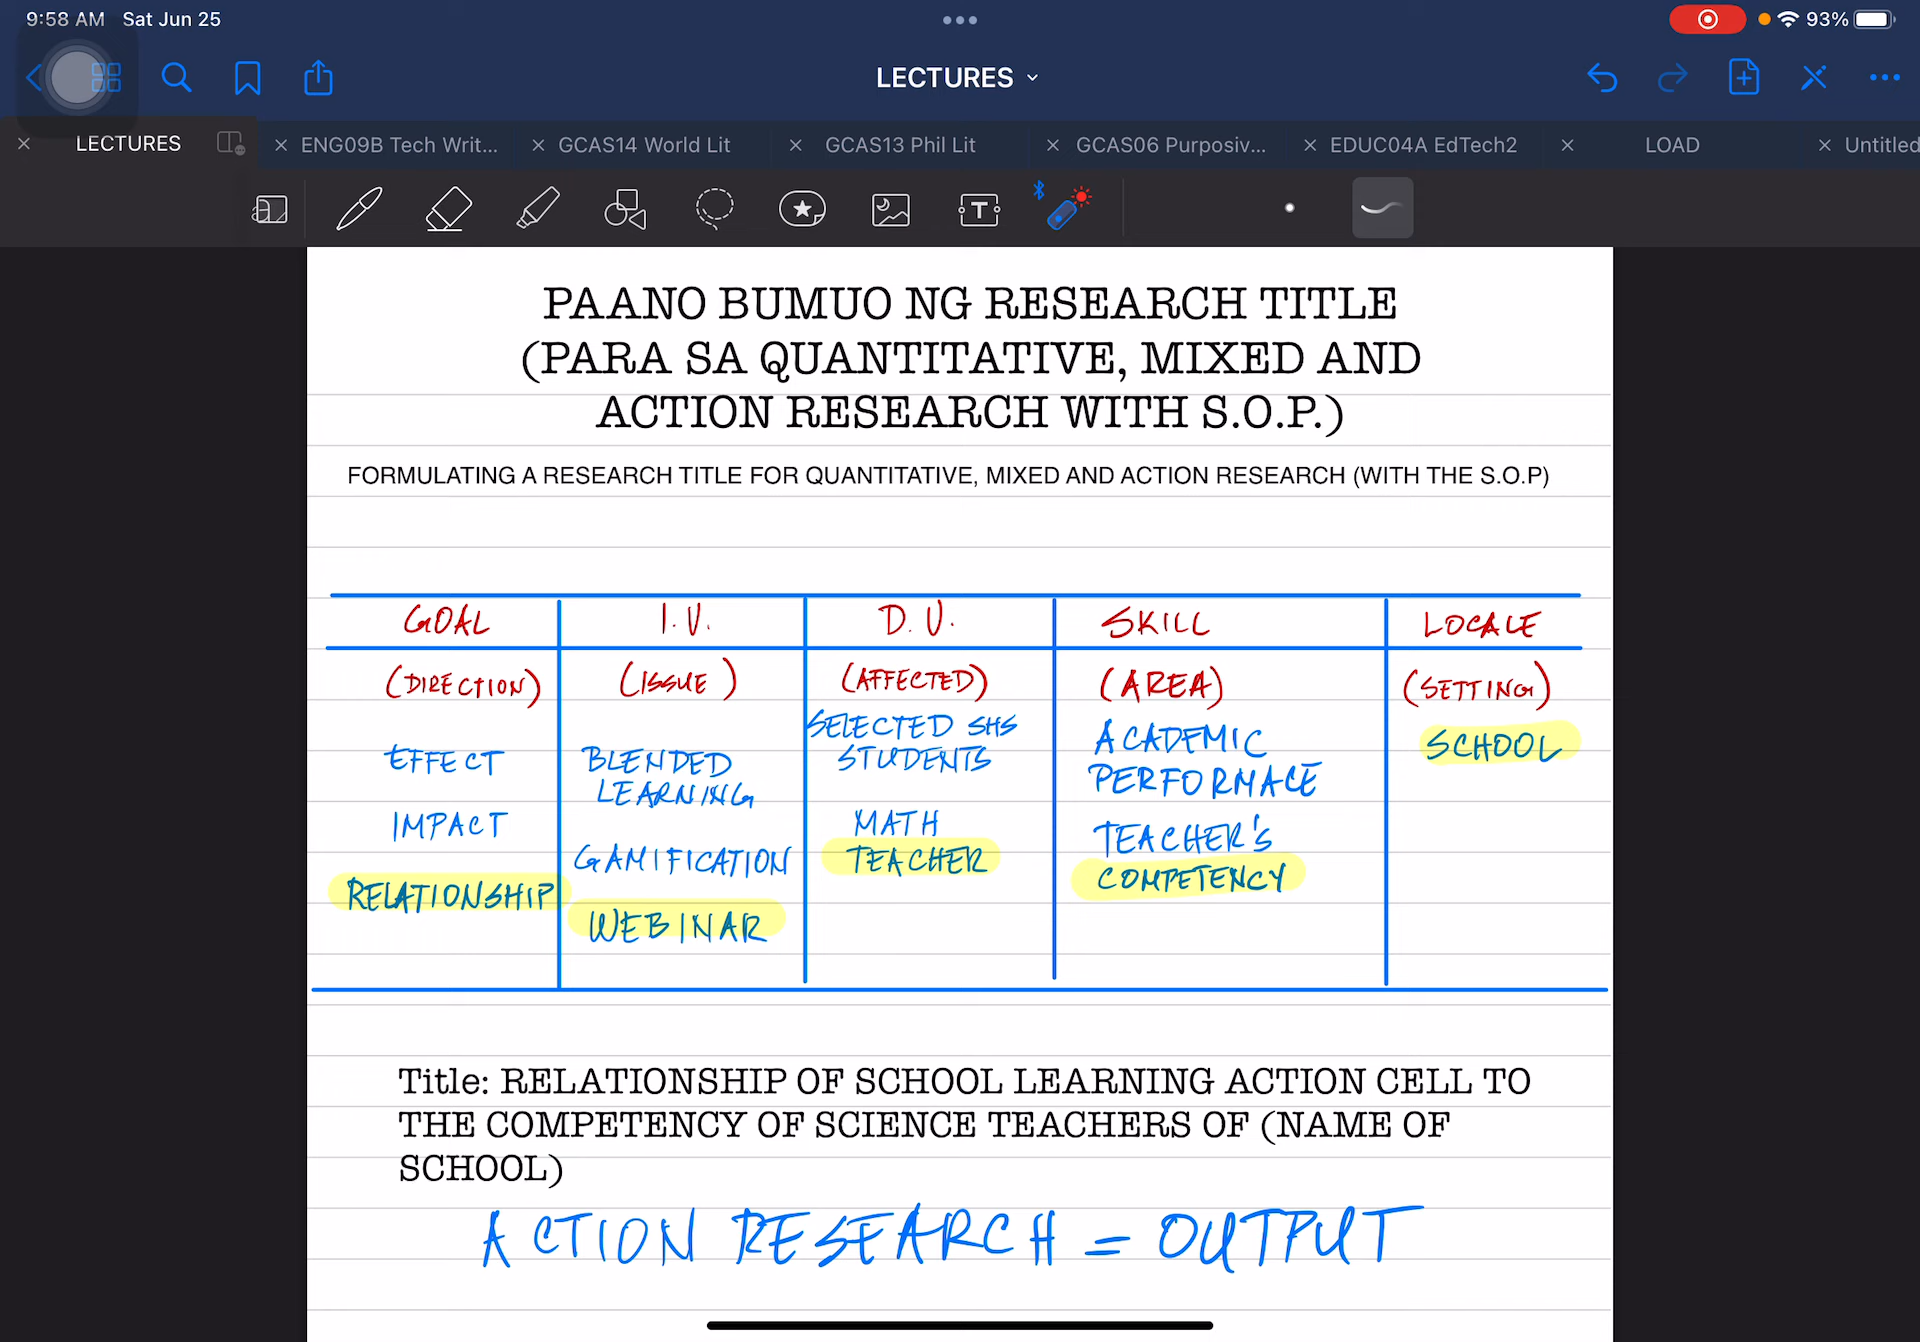 9:58 AM Sat Jun 25
93%
LECTURES
LECTURES
ENG09B Tech Writ...
GCAS14 World Lit
GCAS13 Phil Lit
GCAS06 Purposiv...
EDUC04A EdTech2
LOAD
Untitled
PAANO BUMUO NG RESEARCH TITLE
(PARA SA QUANTITATIVE, MIXED AND
ACTION RESEARCH WITH S.O.P.)
FORMULATING A RESEARCH TITLE FOR QUANTITATIVE, MIXED AND ACTION RESEARCH (WITH THE S.O.P)
GOAL
I.V.
D.V.
SKILL
LOCALE
(DIRECTION)
(ISSUE)
(AFFECTED)
(AREA)
(SETTING)
EFFECT
IMPACT
RELATIONSHIP
BLENDED
LEARNING
GAMIFICATION
WEBINAR
SELECTED SHS
STUDENTS
MATH
TEACHER
ACADEMIC
PERFORMACE
TEACHER'S
COMPETENCY
SCHOOL
Title: RELATIONSHIP OF SCHOOL LEARNING ACTION CELL TO
THE COMPETENCY OF SCIENCE TEACHERS OF (NAME OF
SCHOOL)
ACTION RESEARCH = OUTPUT